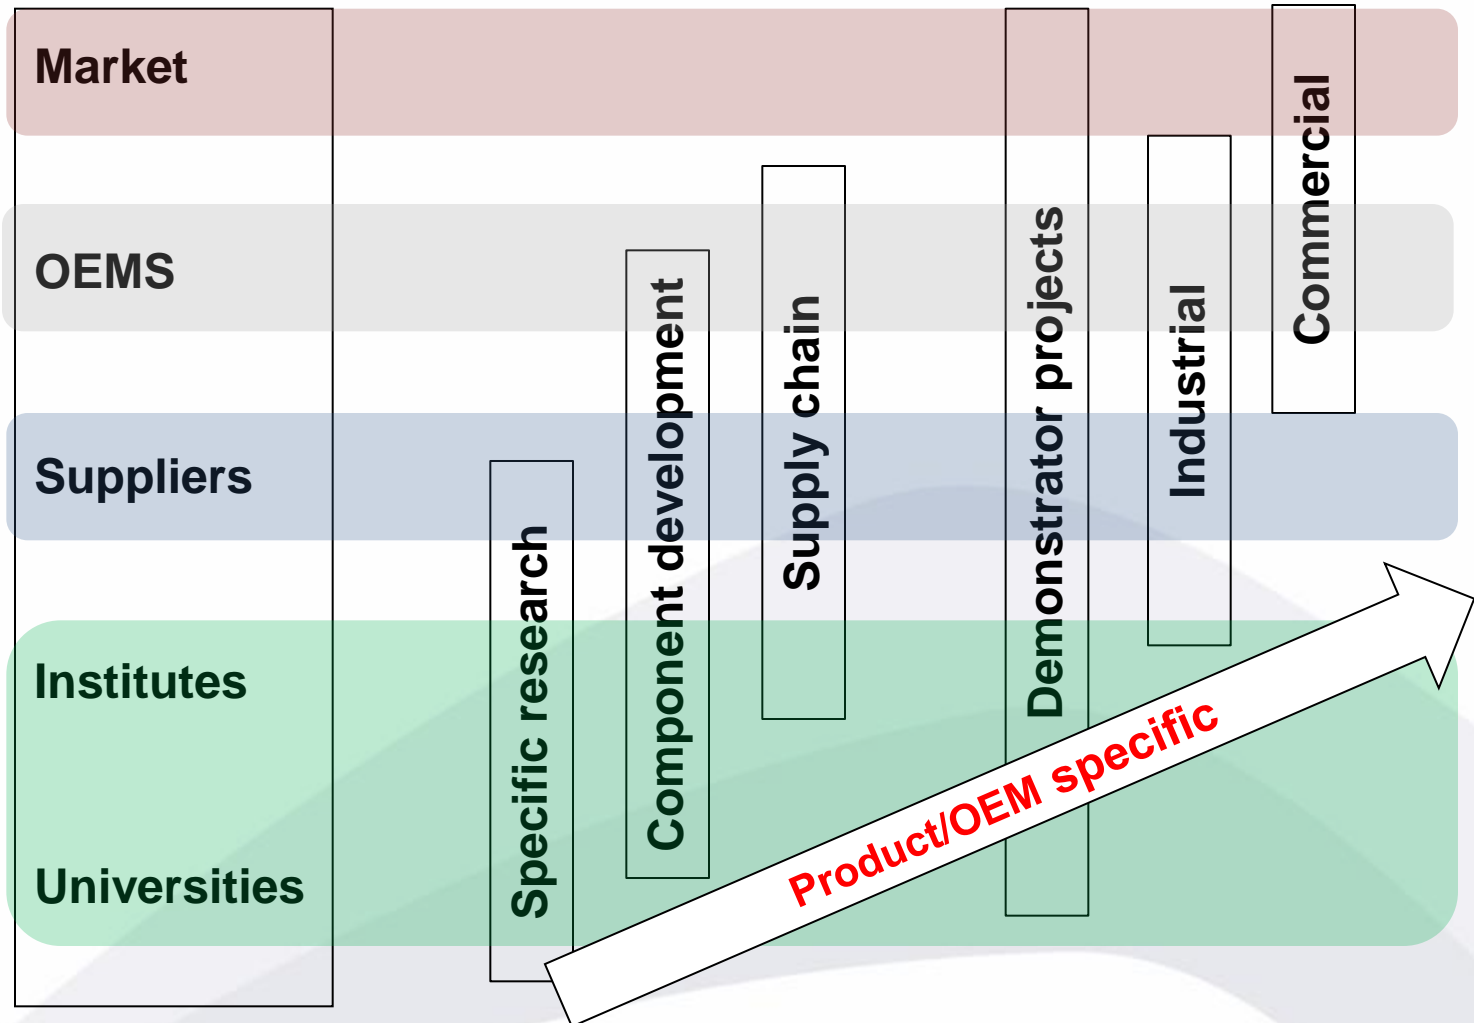 Market
OEMS
Suppliers
Institutes
Universities
Specific research
Component development
Supply chain
Demonstrator projects
Industrial
Commercial
Product/OEM specific